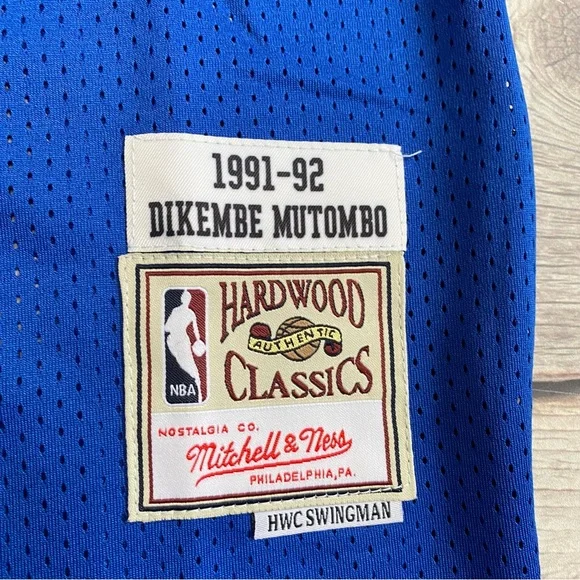 1991-92
DIKEMBE MUTOMBO
HARDWOOD
AUTHENTIC
CLASSICS
NBA
NOSTALGIA CO.
Mitchell & Ness
PHILADELPHIA, PA.
HWC SWINGMAN